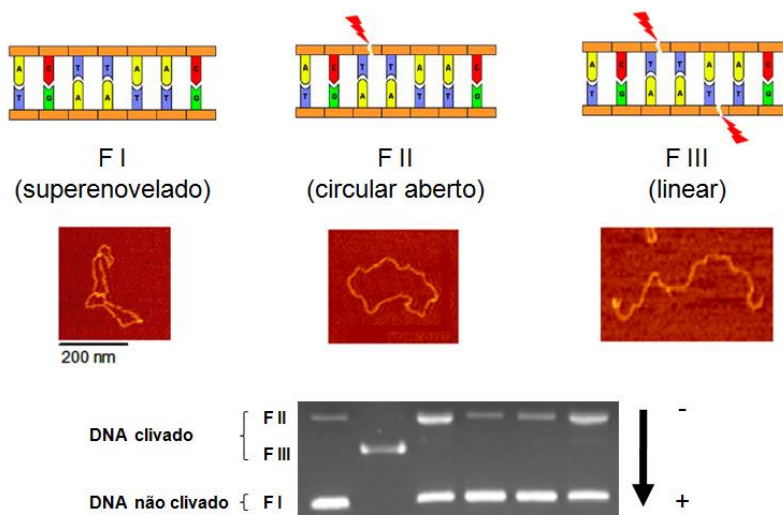 A C T T A A C
T G A A T T G
A C T T A A C
T G A A T T G
A C T T A A C
T G A A T T G
F I
(superenovelado)
F II
(circular aberto)
F III
(linear)
200 nm
DNA clivado
F II
F III
DNA não clivado
F I
-
+